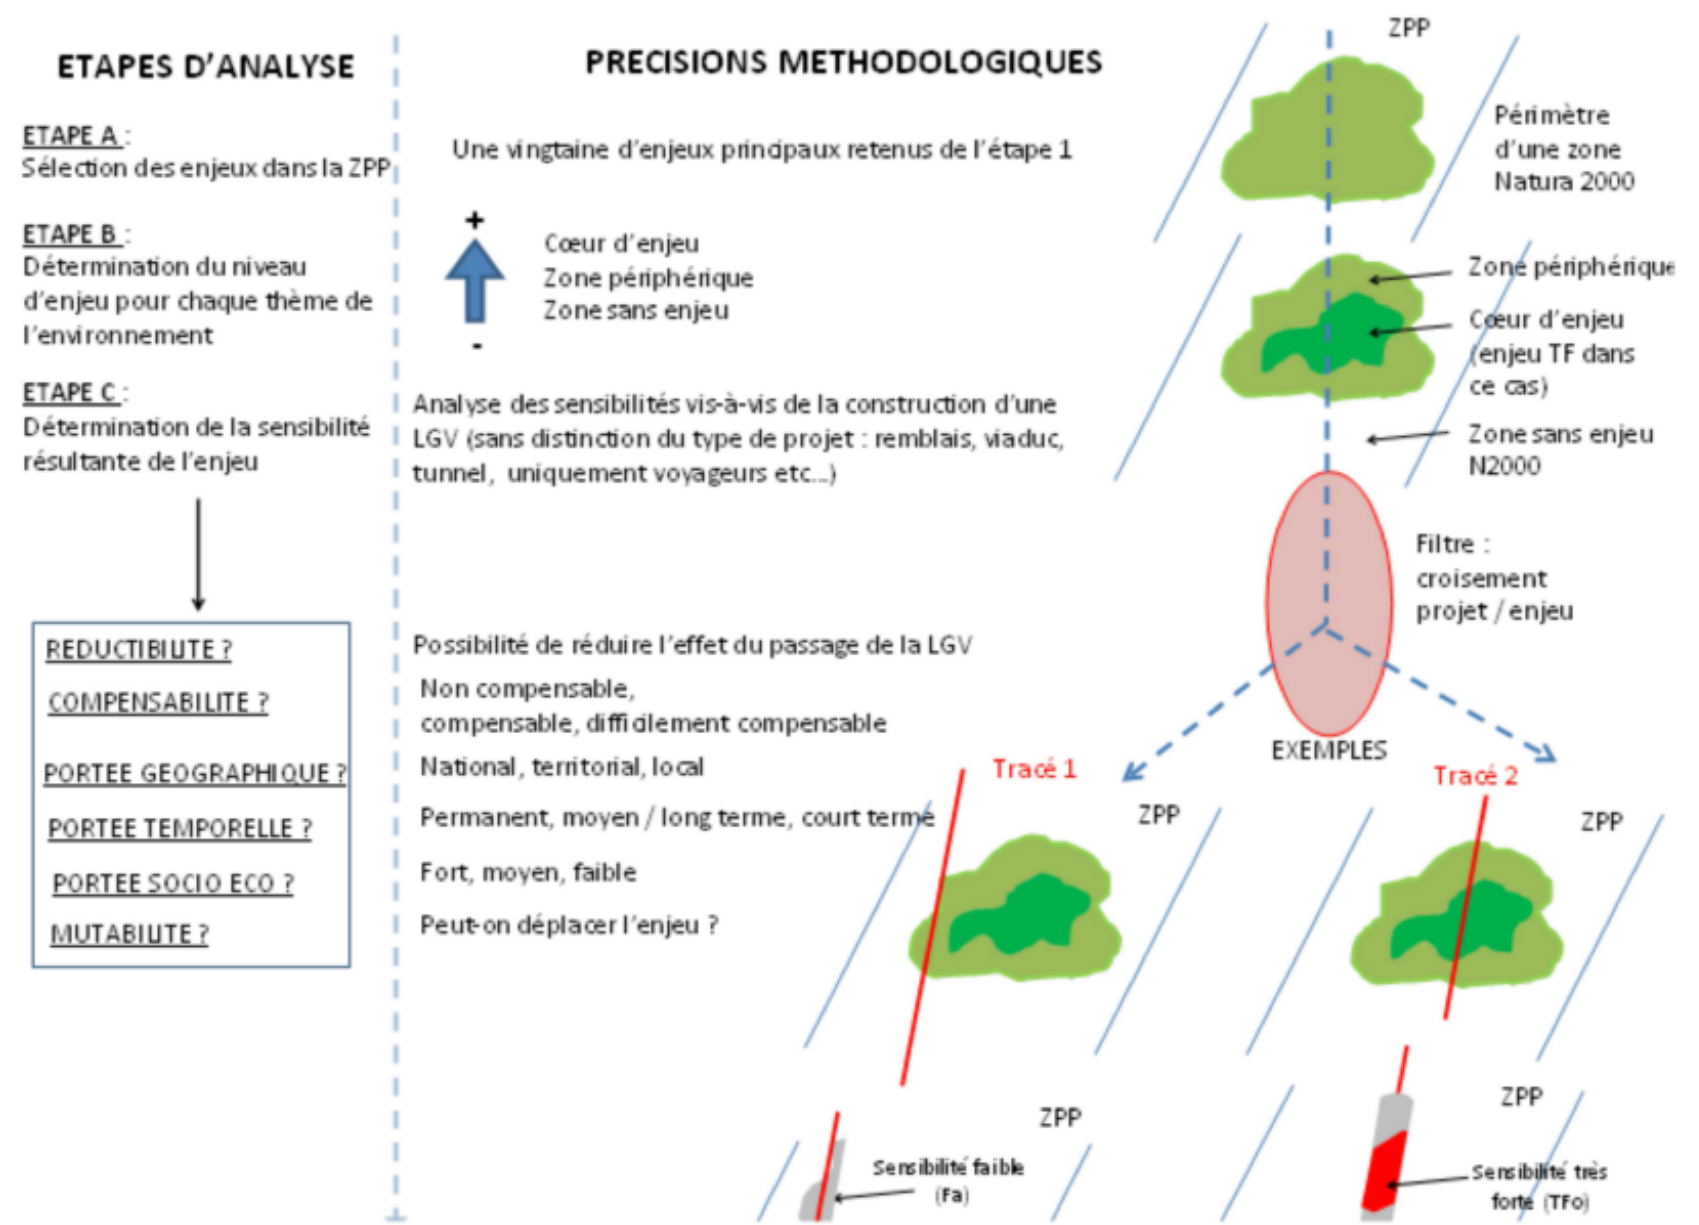 ETAPES D'ANALYSE
ETAPE A :
Sélection des enjeux dans la ZPP
ETAPE B :
Détermination du niveau
d'enjeu pour chaque thème de
l'environnement
ETAPE C :
Détermination de la sensibilité
résultante de l'enjeu
REDUCTIBILITE ?
COMPENSABILITE ?
PORTEE GEOGRAPHIQUE ?
PORTEE TEMPORELLE ?
PORTEE SOCIO ECO ?
MUTABILITE ?
PRECISIONS METHODOLOGIQUES
Une vingtaine d'enjeux principaux retenus de l'étape 1
+
Cœur d'enjeu
Zone périphérique
Zone sans enjeu
-
Analyse des sensibilités vis-à-vis de la construction d'une
LGV (sans distinction du type de projet : remblais, viaduc,
tunnel, uniquement voyageurs etc...)
Possibilité de réduire l'effet du passage de la LGV
Non compensable,
compensable, difficilement compensable
National, territorial, local
Permanent, moyen / long terme, court terme
Fort, moyen, faible
Peut-on déplacer l'enjeu ?
ZPP
Périmètre
d'une zone
Natura 2000
Zone périphérique
Cœur d'enjeu
(enjeu TF dans
ce cas)
Zone sans enjeu
N2000
Filtre :
croisement
projet / enjeu
EXEMPLES
Tracé 1
ZPP
Tracé 2
ZPP
ZPP
Sensibilité faible
(Fa)
ZPP
Sensibilité très
forte (TFo)